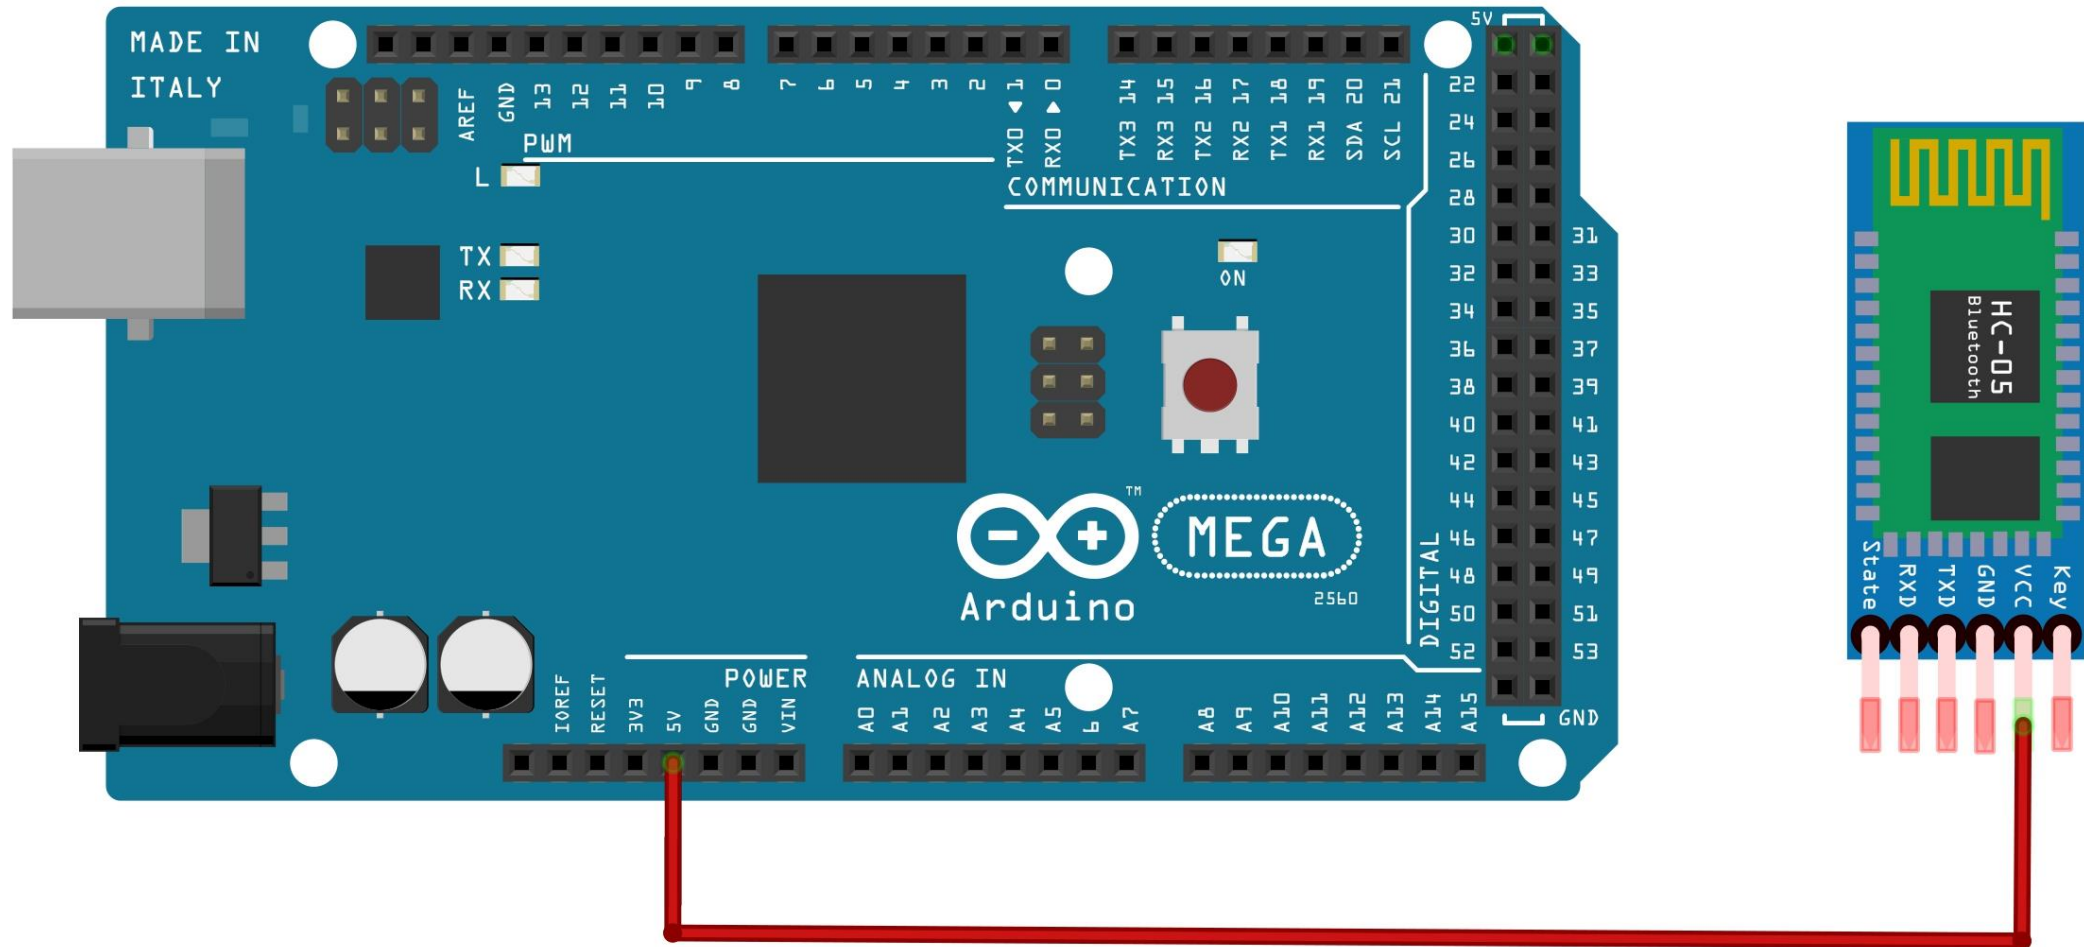 MADE IN
ITALY
AREF
GND
13
12
11
10
9
8
7
6
5
4
3
2
TX0 ◀ 1
RX0 ▶ 0
TX3 14
RX3 15
TX2 16
RX2 17
TX1 18
RX1 19
SDA 20
SCL 21
PWM
COMMUNICATION
L
TX
RX
ON
5V
22
24
26
28
30 31
32 33
34 35
36 37
38 39
40 41
42 43
44 45
46 47
48 49
50 51
52 53
GND
DIGITAL
TM
MEGA
2560
Arduino
POWER
ANALOG IN
IOREF
RESET
3V3
5V
GND
GND
VIN
A0
A1
A2
A3
A4
A5
6
A7
A8
A9
A10
A11
A12
A13
A14
A15
HC-05
Bluetooth
State
RXD
TXD
GND
VCC
Key